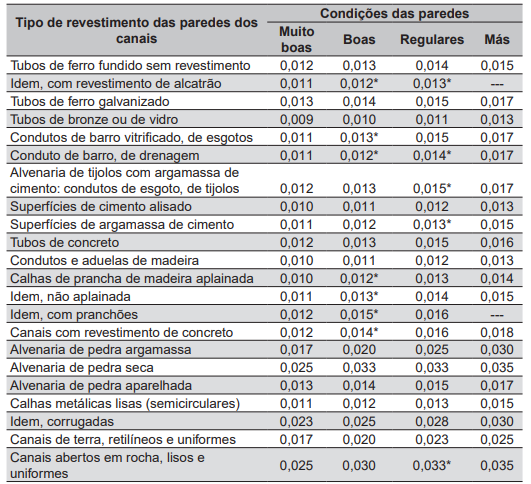 Tipo de revestimento das paredes dos canais Condições das paredes
Muito boas Boas Regulares Más
Tubos de ferro fundido sem revestimento 0,012 0,013 0,014 0,015
Idem, com revestimento de alcatrão 0,011 0,012* 0,013* ---
Tubos de ferro galvanizado 0,013 0,014 0,015 0,017
Tubos de bronze ou de vidro 0,009 0,010 0,011 0,013
Condutos de barro vitrificado, de esgotos 0,011 0,013* 0,015 0,017
Conduto de barro, de drenagem 0,011 0,012* 0,014* 0,017
Alvenaria de tijolos com argamassa de
cimento: condutos de esgoto, de tijolos 0,012 0,013 0,015* 0,017
Superfícies de cimento alisado 0,010 0,011 0,012 0,013
Superfícies de argamassa de cimento 0,011 0,012 0,013* 0,015
Tubos de concreto 0,012 0,013 0,015 0,016
Condutos e aduelas de madeira 0,010 0,011 0,012 0,013
Calhas de prancha de madeira aplainada 0,010 0,012* 0,013 0,014
Idem, não aplainada 0,011 0,013* 0,014 0,015
Idem, com pranchões 0,012 0,015* 0,016 ---
Canais com revestimento de concreto 0,012 0,014* 0,016 0,018
Alvenaria de pedra argamassa 0,017 0,020 0,025 0,030
Alvenaria de pedra seca 0,025 0,033 0,033 0,035
Alvenaria de pedra aparelhada 0,013 0,014 0,015 0,017
Calhas metálicas lisas (semicirculares) 0,011 0,012 0,013 0,015
Idem, corrugadas 0,023 0,025 0,028 0,030
Canais de terra, retilíneos e uniformes 0,017 0,020 0,023 0,025
Canais abertos em rocha, lisos e
uniformes 0,025 0,030 0,033* 0,035